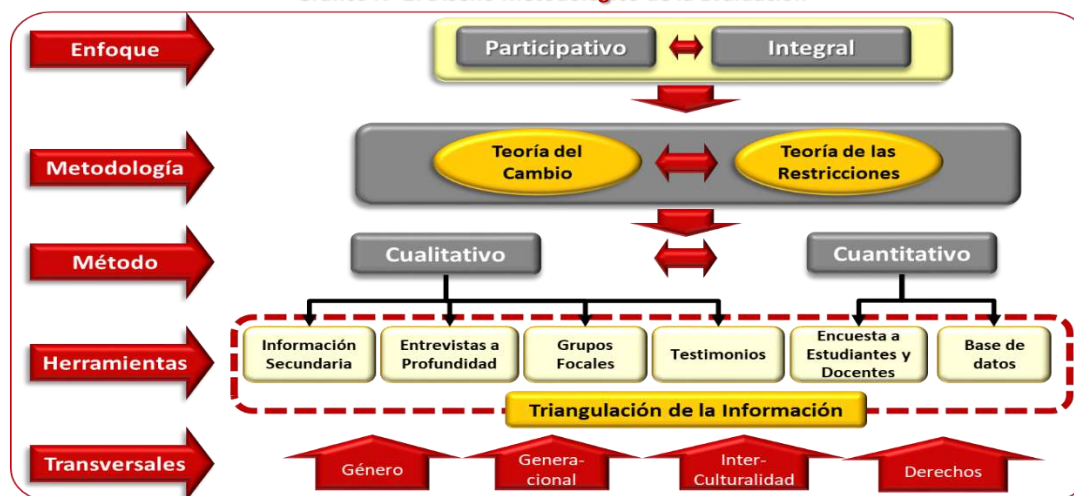 Enfoque
Participativo
Integral
Metodología
Teoría del
Cambio
Teoría de las
Restricciones
Método
Cualitativo
Cuantitativo
Herramientas
Información
Secundaria
Entrevistas a
Profundidad
Grupos
Focales
Testimonios
Encuesta a
Estudiantes y
Docentes
Base de
datos
Triangulación de la Información
Transversales
Género
Genera-
cional
Inter-
Culturalidad
Derechos